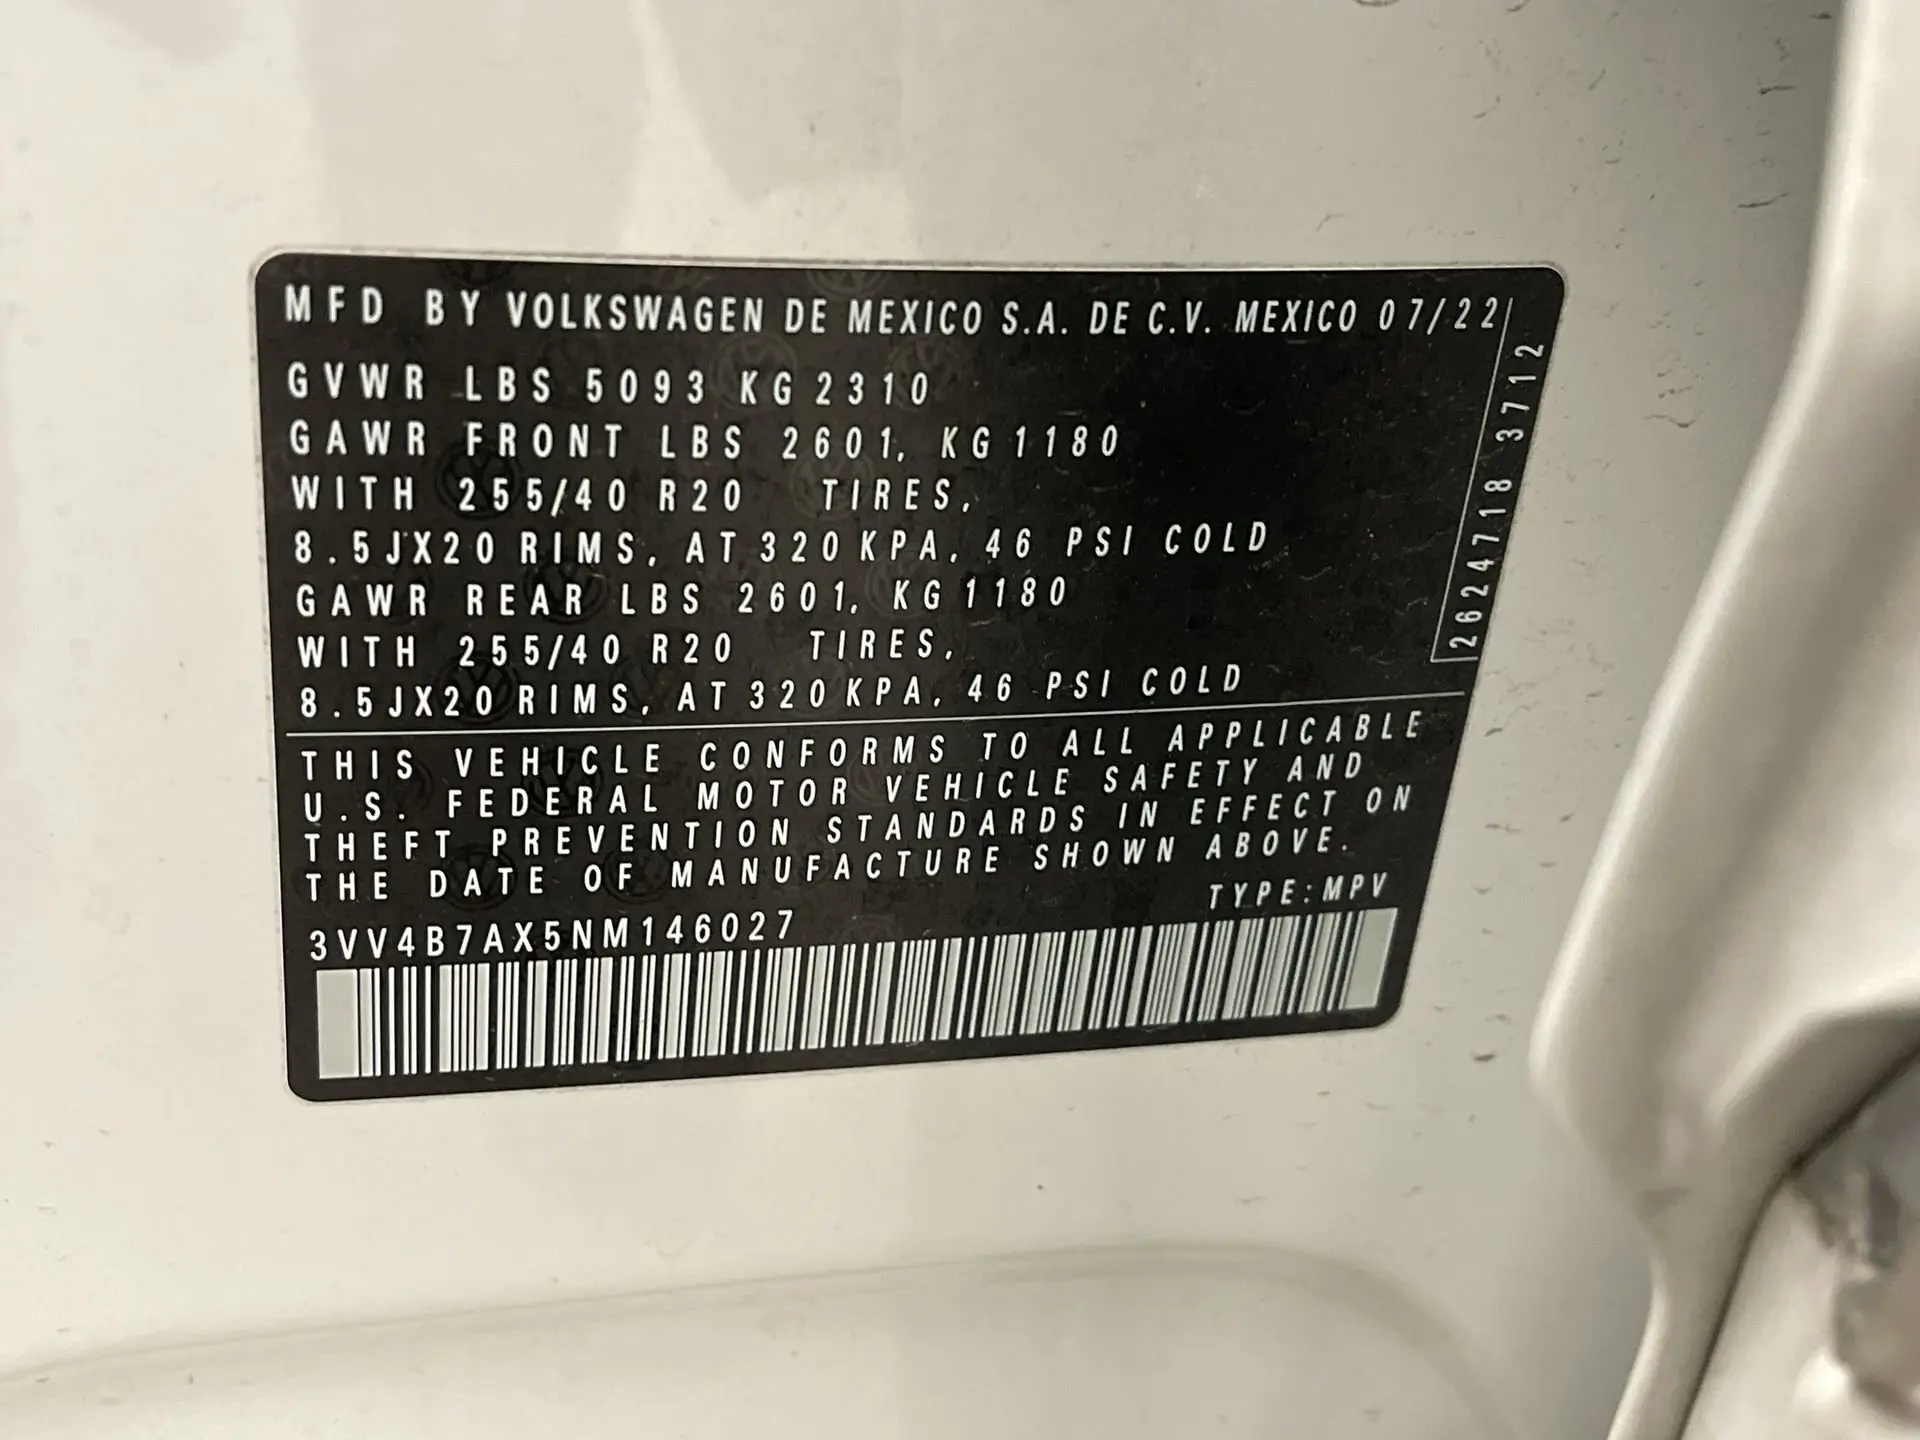 MFD BY VOLKSWAGEN DE MEXICO S.A. DE C.V. MEXICO 07/22
GVWR LBS 5093 KG 2310
GAWR FRONT LBS 2601, KG 1180
WITH 255/40 R20 TIRES,
8.5JX20 RIMS, AT 320 KPA, 46 PSI COLD
GAWR REAR LBS 2601, KG 1180
WITH 255/40 R20 TIRES,
8.5JX20 RIMS, AT 320 KPA, 46 PSI COLD
2624718 3712
THIS VEHICLE CONFORMS TO ALL APPLICABLE
U.S. FEDERAL MOTOR VEHICLE SAFETY AND
THEFT PREVENTION STANDARDS IN EFFECT ON
THE DATE OF MANUFACTURE SHOWN ABOVE.
TYPE:MPV
3VV4B7AX5NM146027